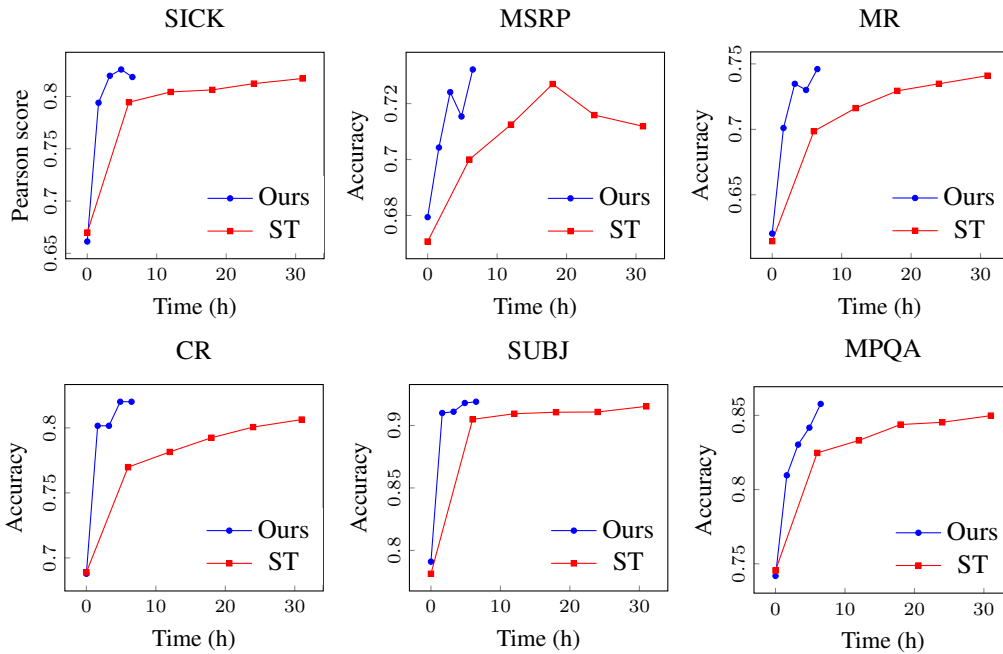 SICK
Pearson score
0.8
0.75
0.7
0.65
Ours
ST
0 10 20 30
Time (h)
MSRP
Accuracy
0.72
0.7
0.68
Ours
ST
0 10 20 30
Time (h)
MR
Accuracy
0.75
0.7
0.65
Ours
ST
0 10 20 30
Time (h)
CR
Accuracy
0.8
0.75
0.7
Ours
ST
0 10 20 30
Time (h)
SUBJ
Accuracy
0.9
0.85
0.8
Ours
ST
0 10 20 30
Time (h)
MPQA
Accuracy
0.85
0.8
0.75
Ours
ST
0 10 20 30
Time (h)